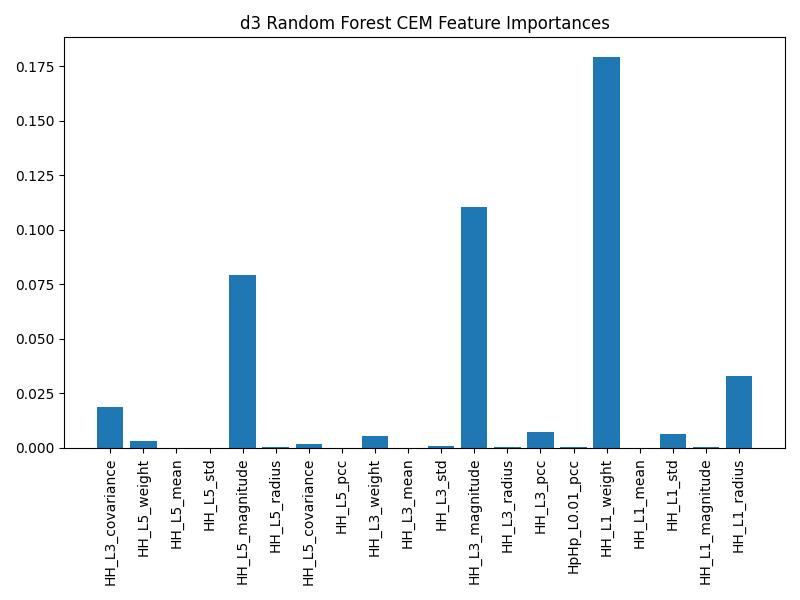 d3 Random Forest CEM Feature Importances
0.175
0.150
0.125
0.100
0.075
0.050
0.025
0.000
HH_L3_covariance
HH_L5_weight
HH_L5_mean
HH_L5_std
HH_L5_magnitude
HH_L5_radius
HH_L5_covariance
HH_L5_pcc
HH_L3_weight
HH_L3_mean
HH_L3_std
HH_L3_magnitude
HH_L3_radius
HH_L3_pcc
HpHp_L0.01_pcc
HH_L1_weight
HH_L1_mean
HH_L1_std
HH_L1_magnitude
HH_L1_radius